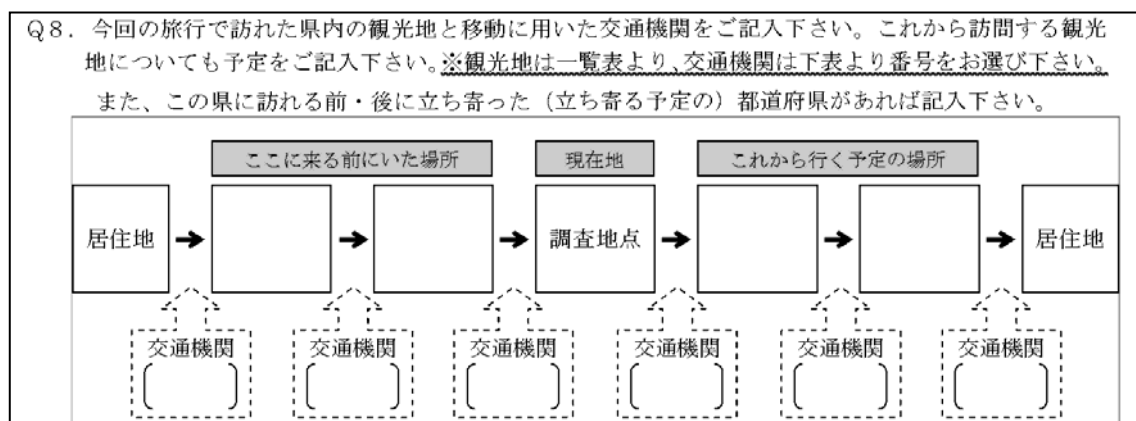 Q8．今回の旅行で訪れた県内の観光地と移動に用いた交通機関をご記入下さい。これから訪問する観光
地についても予定をご記入下さい。※観光地は一覧表より、交通機関は下表より番号をお選び下さい。
また、この県に訪れる前・後に立ち寄った（立ち寄る予定の）都道府県があれば記入下さい。
ここに来る前にいた場所 現在地 これから行く予定の場所
居住地 調査地点 居住地
交通機関 交通機関 交通機関 交通機関 交通機関 交通機関